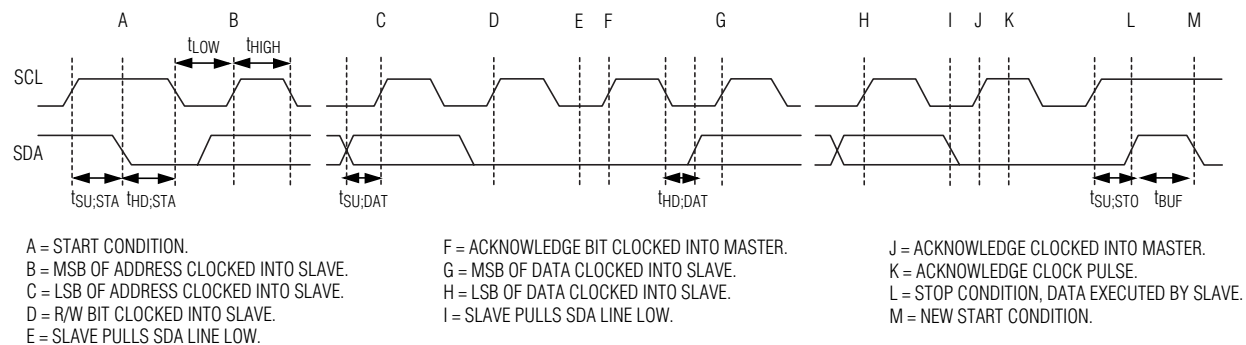 A B C D E F G H I J K L M
tLOW tHIGH
SCL
SDA
tSU;STA tHD;STA tSU;DAT tHD;DAT tSU;STO tBUF
A = START CONDITION.
B = MSB OF ADDRESS CLOCKED INTO SLAVE.
C = LSB OF ADDRESS CLOCKED INTO SLAVE.
D = R/W BIT CLOCKED INTO SLAVE.
E = SLAVE PULLS SDA LINE LOW.
F = ACKNOWLEDGE BIT CLOCKED INTO MASTER.
G = MSB OF DATA CLOCKED INTO SLAVE.
H = LSB OF DATA CLOCKED INTO SLAVE.
I = SLAVE PULLS SDA LINE LOW.
J = ACKNOWLEDGE CLOCKED INTO MASTER.
K = ACKNOWLEDGE CLOCK PULSE.
L = STOP CONDITION, DATA EXECUTED BY SLAVE.
M = NEW START CONDITION.